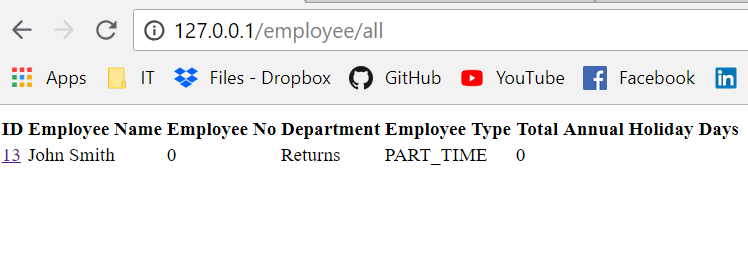 127.0.0.1/employee/all
Apps IT Files - Dropbox GitHub YouTube Facebook in
ID Employee Name Employee No Department Employee Type Total Annual Holiday Days
13 John Smith 0 Returns PART_TIME 0